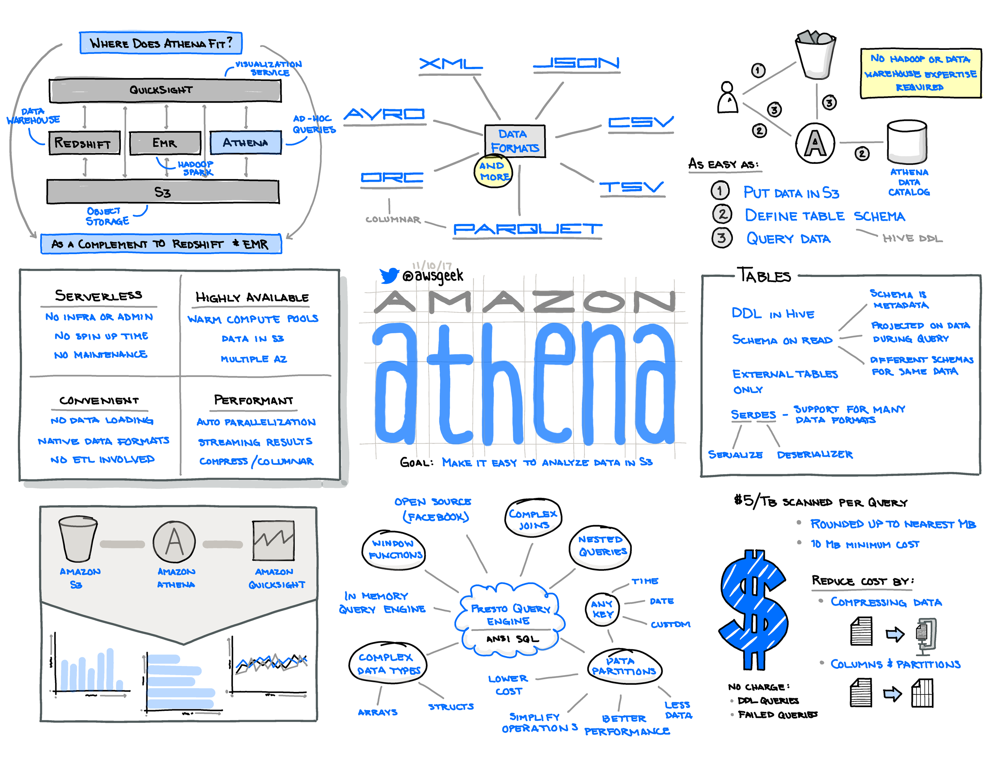 WHERE DOES ATHENA FIT?
VISUALIZATION
SERVICE
QUICKSIGHT
DATA
WAREHOUSE
AD-HOC
QUERIES
REDSHIFT
EMR
ATHENA
HADOOP
SPARK
S3
OBJECT
STORAGE
AS A COMPLEMENT TO REDSHIFT & EMR
XML
JSON
AVRO
CSV
DATA
FORMATS
AND
MORE
ORC
TSV
COLUMNAR
PARQUET
NO HADOOP OR DATA
WAREHOUSE EXPERTISE
REQUIRED
1
3
3
2
A
2
ATHENA
DATA
CATALOG
AS EASY AS:
1 PUT DATA IN S3
2 DEFINE TABLE SCHEMA
3 QUERY DATA
HIVE DDL
SERVERLESS
NO INFRA OR ADMIN
NO SPIN UP TIME
NO MAINTENANCE
HIGHLY AVAILABLE
WARM COMPUTE POOLS
DATA IN S3
MULTIPLE AZ
CONVENIENT
NO DATA LOADING
NATIVE DATA FORMATS
NO ETL INVOLVED
PERFORMANT
AUTO PARALLELIZATION
STREAMING RESULTS
COMPRESS/COLUMNAR
11/10/17
@awsgeek
AMAZON
athena
GOAL: MAKE IT EASY TO ANALYZE DATA IN S3
TABLES
DDL IN HIVE
SCHEMA ON READ
SCHEMA IS
METADATA
PROJECTED ON DATA
DURING QUERY
DIFFERENT SCHEMAS
FOR SAME DATA
EXTERNAL TABLES
ONLY
SERDES - SUPPORT FOR MANY
DATA FORMATS
SERIALIZE
DESERIALIZER
A
AMAZON
S3
AMAZON
ATHENA
AMAZON
QUICKSIGHT
OPEN SOURCE
(FACEBOOK)
COMPLEX
JOINS
WINDOW
FUNCTIONS
NESTED
QUERIES
IN MEMORY
QUERY ENGINE
PRESTO QUERY
ENGINE
ANSI SQL
ANY
KEY
TIME
DATE
CUSTOM
COMPLEX
DATA TYPES
ARRAYS
STRUCTS
DATA
PARTITIONS
LOWER
COST
SIMPLIFY
OPERATIONS
BETTER
PERFORMANCE
LESS
DATA
$5/TB SCANNED PER QUERY
• ROUNDED UP TO NEAREST MB
• 10 MB MINIMUM COST
$
REDUCE COST BY:
• COMPRESSING DATA
• COLUMNS & PARTITIONS
NO CHARGE:
• DDL QUERIES
• FAILED QUERIES